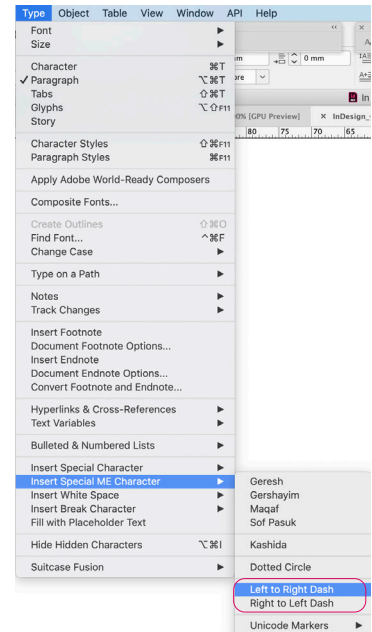 Type Object Table View Window API Help
Font
Size
Character ⌘T
✓ Paragraph ⌥⌘T
Tabs ⇧⌘T
Glyphs ⌥⇧F11
Story
Character Styles ⇧⌘F11
Paragraph Styles ⌘F11
Apply Adobe World-Ready Composers
Composite Fonts...
Create Outlines ⇧⌘O
Find Font... ^⌘F
Change Case
Type on a Path
Notes
Track Changes
Insert Footnote
Document Footnote Options...
Insert Endnote
Document Endnote Options...
Convert Footnote and Endnote...
Hyperlinks & Cross-References
Text Variables
Bulleted & Numbered Lists
Insert Special Character
Insert Special ME Character
Insert White Space
Insert Break Character
Fill with Placeholder Text
Hide Hidden Characters ⌥⌘I
Suitcase Fusion
0 mm
0% [GPU Preview] × InDesign_
80 75 70 65
Geresh
Gershayim
Maqaf
Sof Pasuk
Kashida
Dotted Circle
Left to Right Dash
Right to Left Dash
Unicode Markers